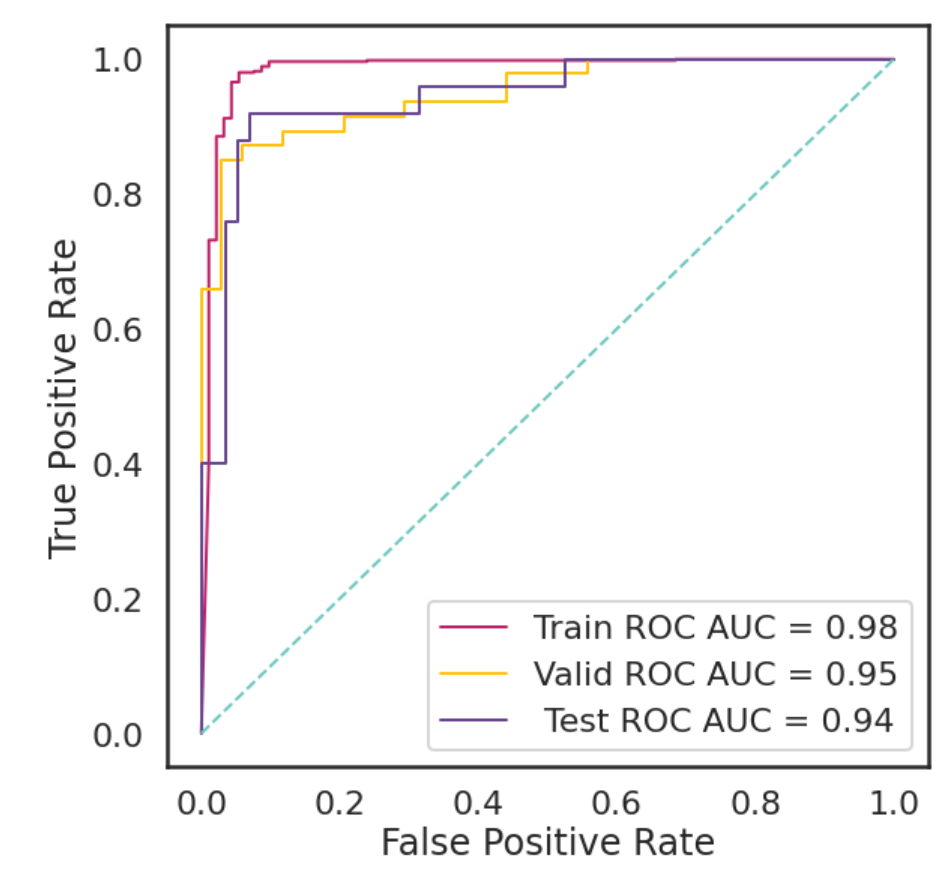 1.0
0.8
0.6
0.4
0.2
0.0
True Positive Rate
Train ROC AUC = 0.98
Valid ROC AUC = 0.95
Test ROC AUC = 0.94
0.0 0.2 0.4 0.6 0.8 1.0
False Positive Rate